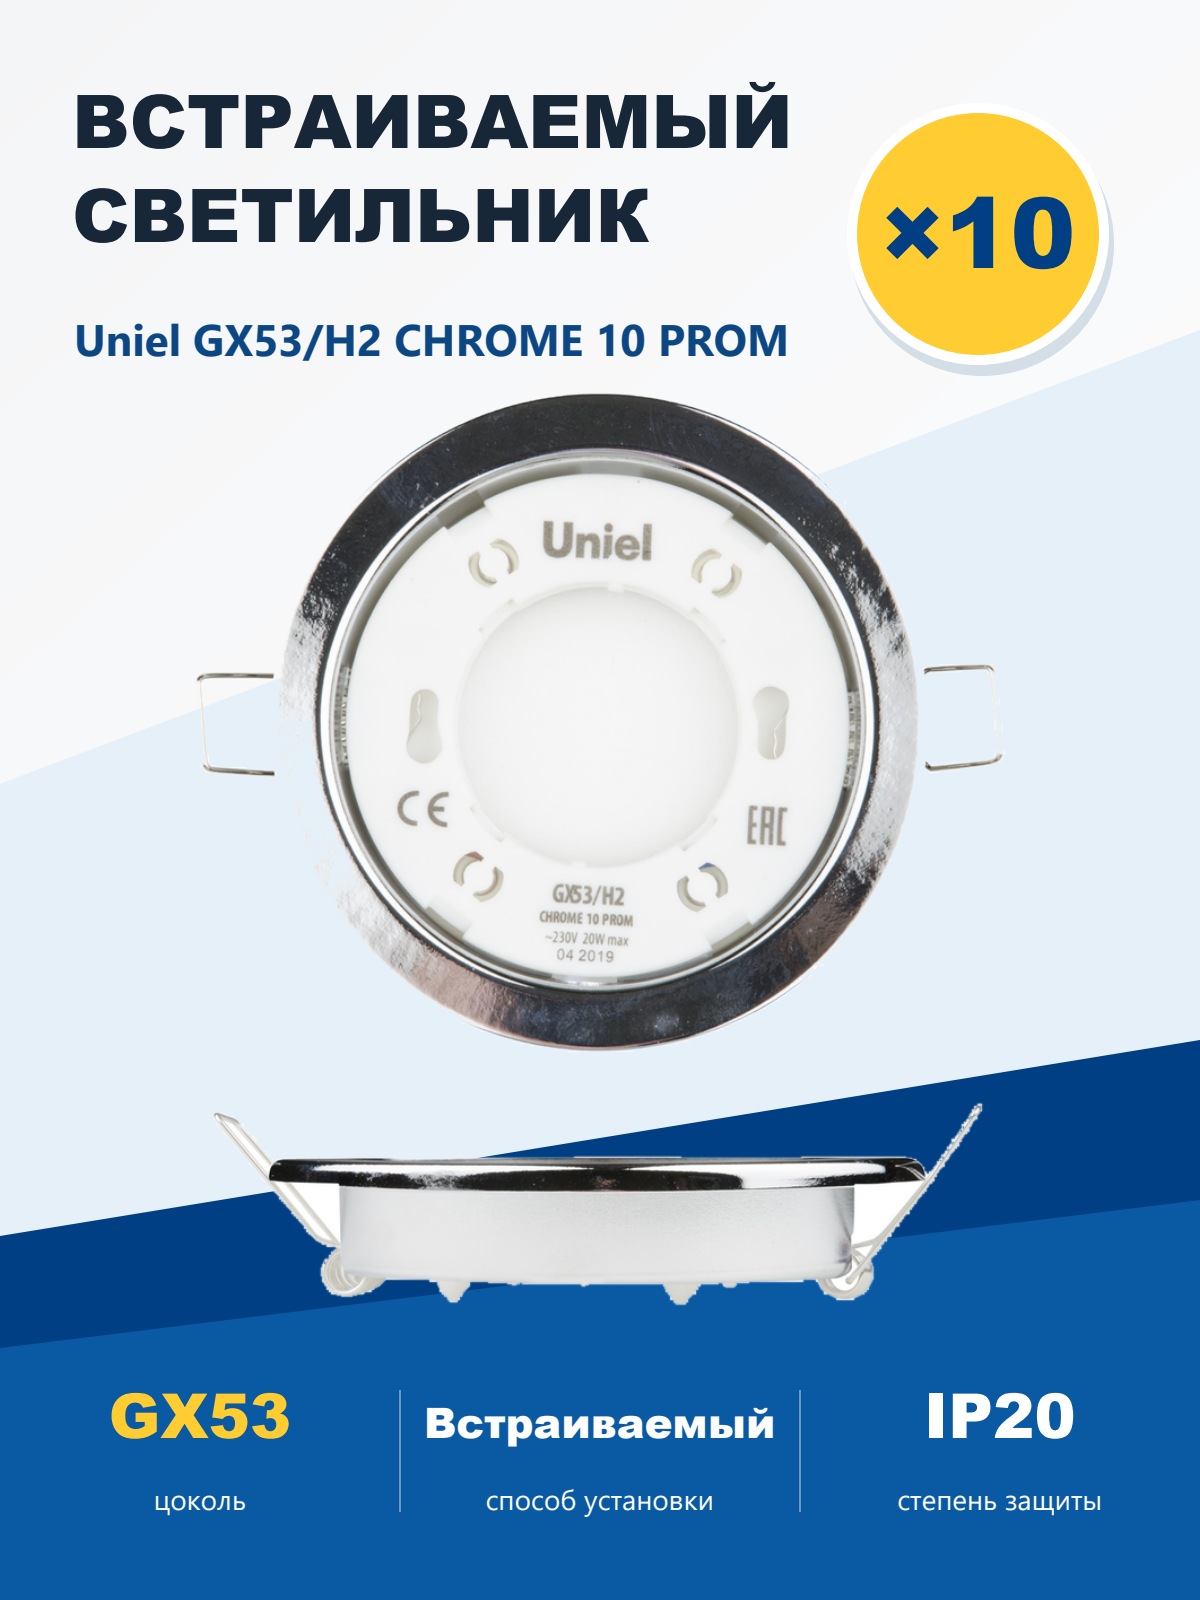 ВСТРАИВАЕМЫЙ
СВЕТИЛЬНИК
×10
Uniel GX53/H2 CHROME 10 PROM
Uniel
CE
EAC
GX53/H2
CHROME 10 PROM
~230V 20W max
04 2019
GX53
цоколь
Встраиваемый
способ установки
IP20
степень защиты